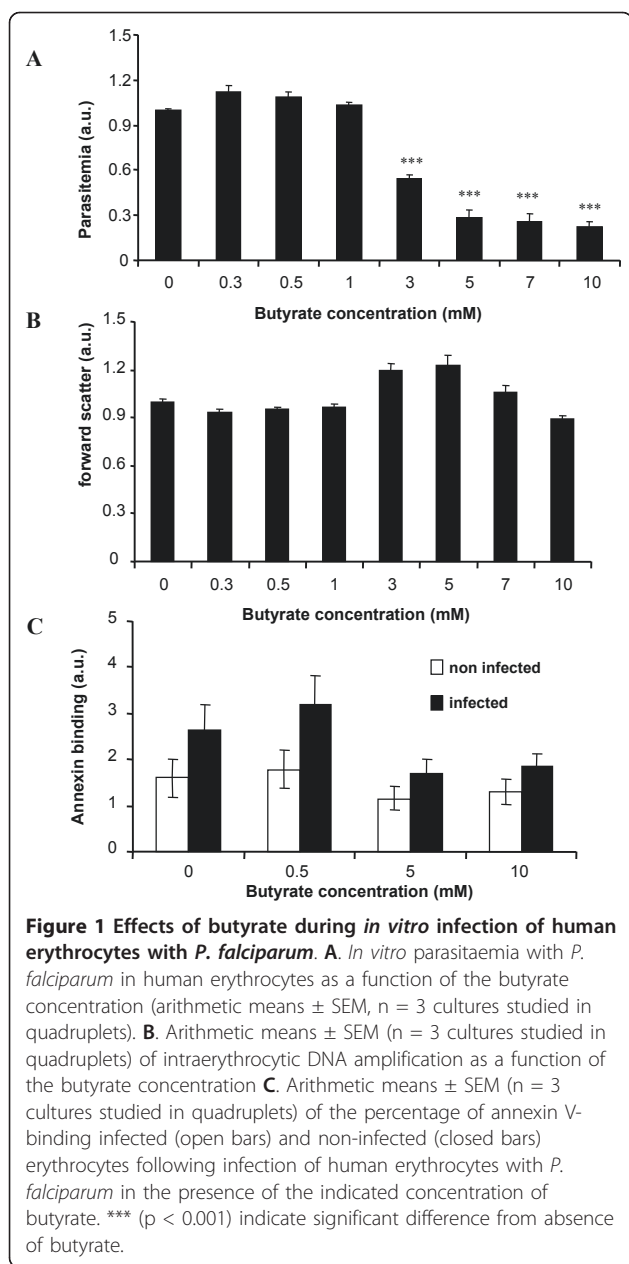 A
Parasitemia (a.u.)
1.5
1.2
0.9
0.6
0.3
0
***
***
***
***
0 0.3 0.5 1 3 5 7 10
Butyrate concentration (mM)
B
forward scatter (a.u.)
1.5
1.2
0.9
0.6
0.3
0
0 0.3 0.5 1 3 5 7 10
Butyrate concentration (mM)
C
Annexin binding (a.u.)
5
4
3
2
1
0
non infected
infected
0 0.5 5 10
Butyrate concentration (mM)
Figure 1 Effects of butyrate during in vitro infection of human
erythrocytes with P. falciparum. A. In vitro parasitaemia with P.
falciparum in human erythrocytes as a function of the butyrate
concentration (arithmetic means ± SEM, n = 3 cultures studied in
quadruplets). B. Arithmetic means ± SEM (n = 3 cultures studied in
quadruplets) of intraerythrocytic DNA amplification as a function of
the butyrate concentration C. Arithmetic means ± SEM (n = 3
cultures studied in quadruplets) of the percentage of annexin V-
binding infected (open bars) and non-infected (closed bars)
erythrocytes following infection of human erythrocytes with P.
falciparum in the presence of the indicated concentration of
butyrate. *** (p < 0.001) indicate significant difference from absence
of butyrate.